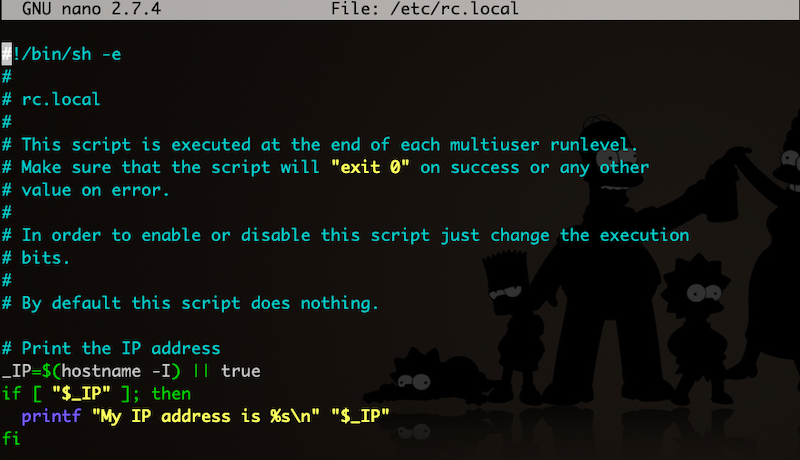 GNU nano 2.7.4 File: /etc/rc.local
#!/bin/sh -e
#
# rc.local
#
# This script is executed at the end of each multiuser runlevel.
# Make sure that the script will "exit 0" on success or any other
# value on error.
#
# In order to enable or disable this script just change the execution
# bits.
#
# By default this script does nothing.
# Print the IP address
_IP=$(hostname -I) || true
if [ "$_IP" ]; then
  printf "My IP address is %s\n" "$_IP"
fi